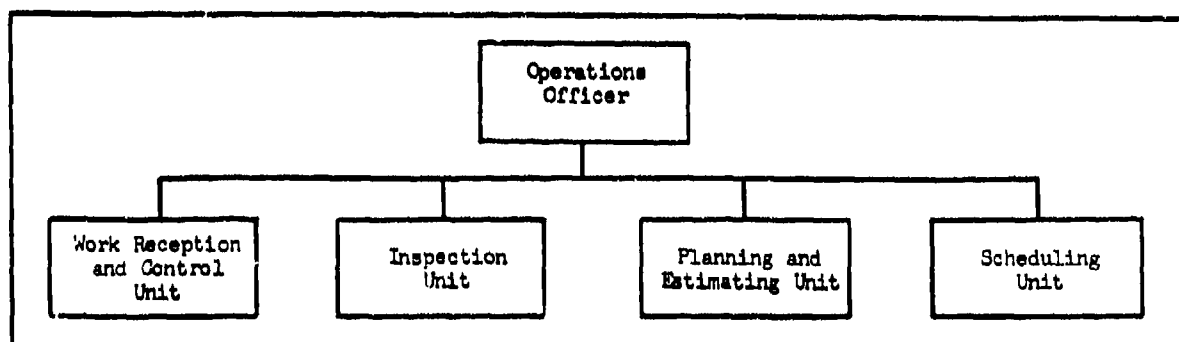 Operations
Officer
Work Reception
and Control
Unit
Inspection
Unit
Planning and
Estimating Unit
Scheduling
Unit